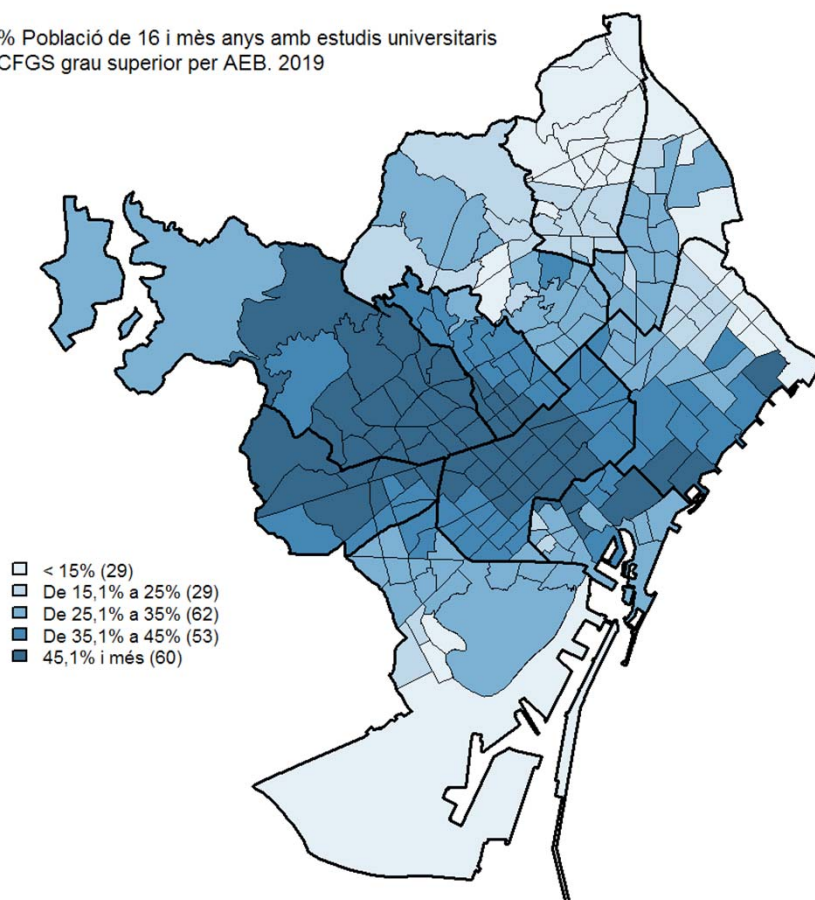 % Població de 16 i mès anys amb estudis universitaris
CFGS grau superior per AEB. 2019
< 15% (29)
De 15,1% a 25% (29)
De 25,1% a 35% (62)
De 35,1% a 45% (53)
45,1% i més (60)